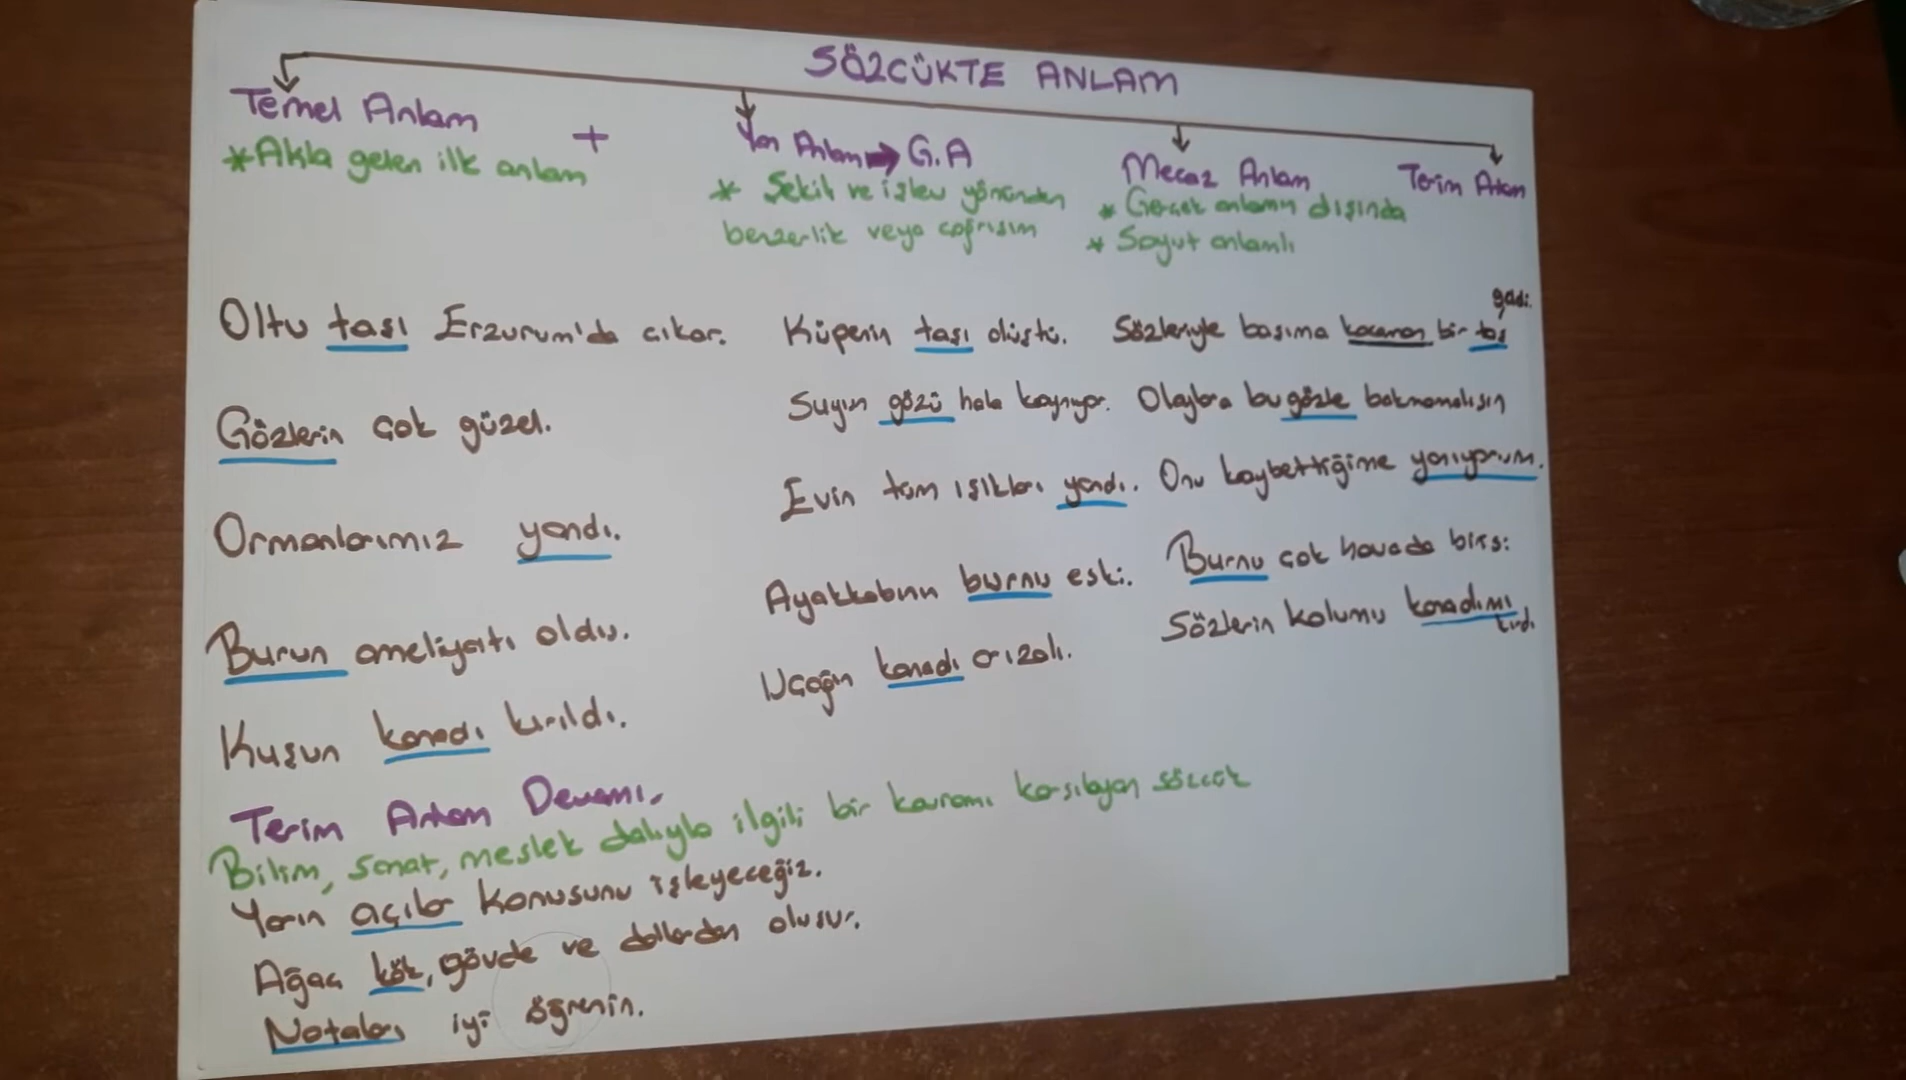 SÖZCÜKTE ANLAM
Temel Anlam
+
Yan Anlam → G.A
Mecaz Anlam
Terim Anlam
* Akla gelen ilk anlam
* Şekil ve işlev yönünden
benzerlik veya çağrışım
* Gerçek anlamın dışında
* Soyut anlamlı
Oltu taşı Erzurum'da çıkar.
Gözlerin çok güzel.
Ormanlarımız yandı.
Burun ameliyatı oldu.
Kuşun kanadı kırıldı.
Küpenin taşı düştü.
Suyun gözü hala kaynıyor.
Evin tüm ışıkları yandı.
Ayakkabının burnu eski.
Uçağın kanadı arızalı.
Sözleriyle başıma kocaman bir taş
Olaylara bu gözle bakmamalısın
Onu kaybettiğime yanıyorum.
Burnu çok havada birisi
Sözlerin kolumu kanadımı
kırdı.
Terim Anlam Devamı.
Bilim, sanat, meslek dalıyla ilgili bir kavramı karşılayan sözcük
Yarın açılar konusunu işleyeceğiz.
Ağaç kök, gövde ve dallardan oluşur.
Notaları iyi öğrenin.